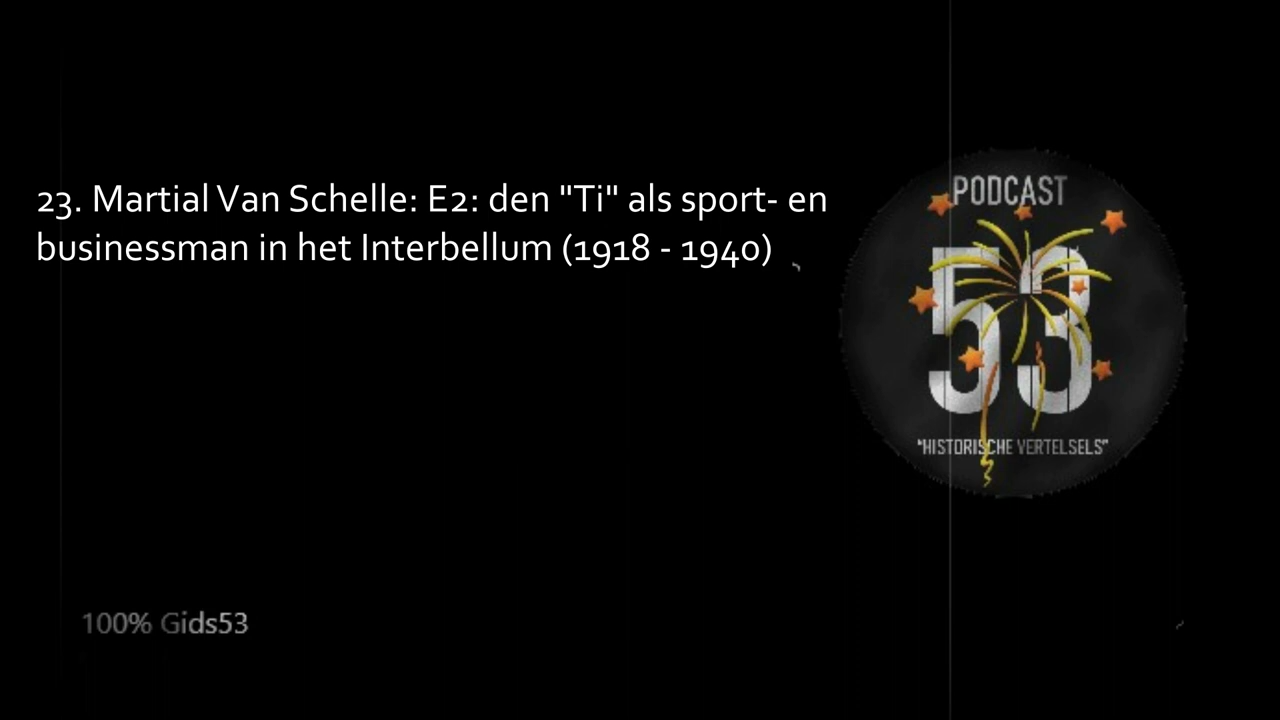 23. Martial Van Schelle: E2: den "Ti" als sport- en
businessman in het Interbellum (1918 - 1940)
PODCAST
53
“HISTORISCHE VERTELSELS”
100% Gids53